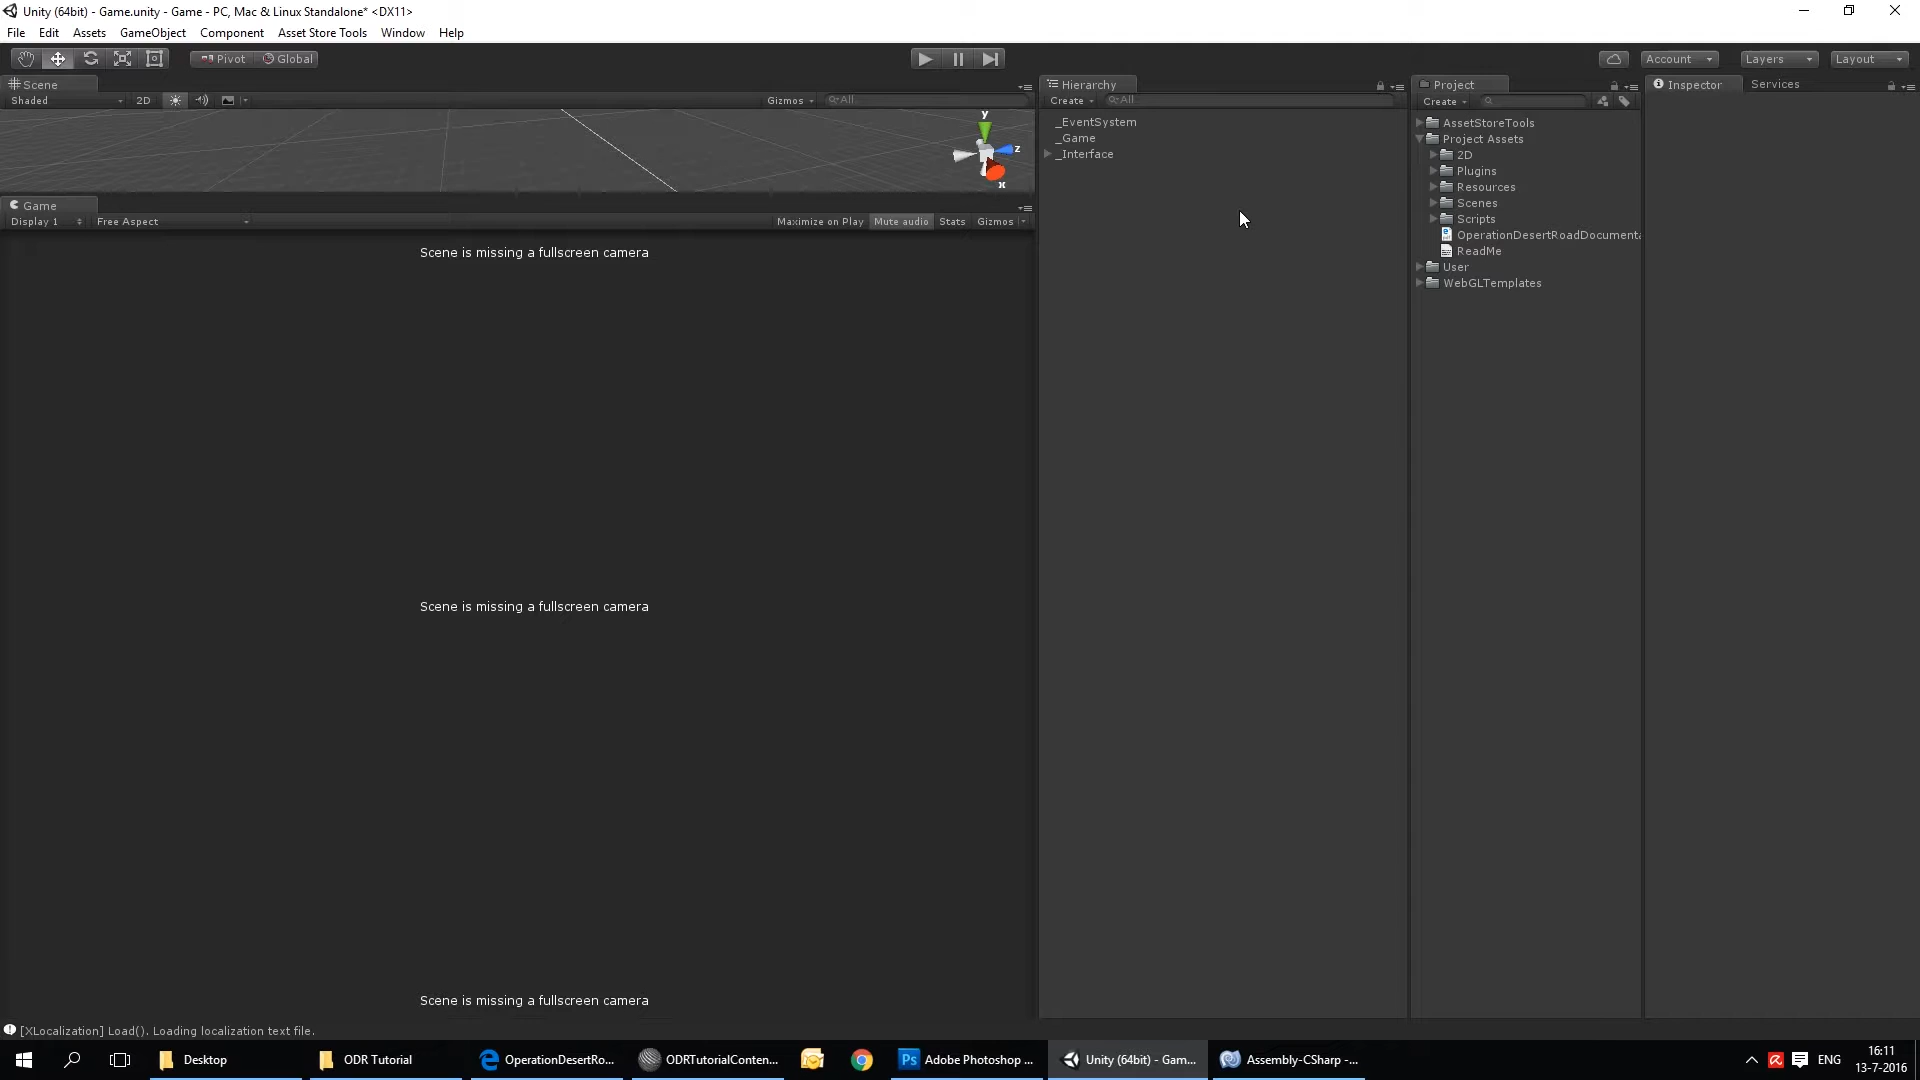 Unity (64bit) - Game.unity - Game - PC, Mac & Linux Standalone* <DX11>
File Edit Assets GameObject Component Asset Store Tools Window Help
Pivot Global Account Layers Layout
Scene
Shaded 2D Gizmos All
y
z
x
Game
Display 1 Free Aspect Maximize on Play Mute audio Stats Gizmos
Scene is missing a fullscreen camera
Scene is missing a fullscreen camera
Scene is missing a fullscreen camera
Hierarchy
Create All
_EventSystem
_Game
_Interface
Project
Create
AssetStoreTools
Project Assets
2D
Plugins
Resources
Scenes
Scripts
OperationDesertRoadDocumenta
ReadMe
User
WebGLTemplates
Inspector Services
[XLocalization] Load(). Loading localization text file.
Desktop ODR Tutorial OperationDesertRo... ODRTutorialConten... Ps Adobe Photoshop ... Unity (64bit) - Gam... Assembly-CSharp -... ENG
16:11
13-7-2016